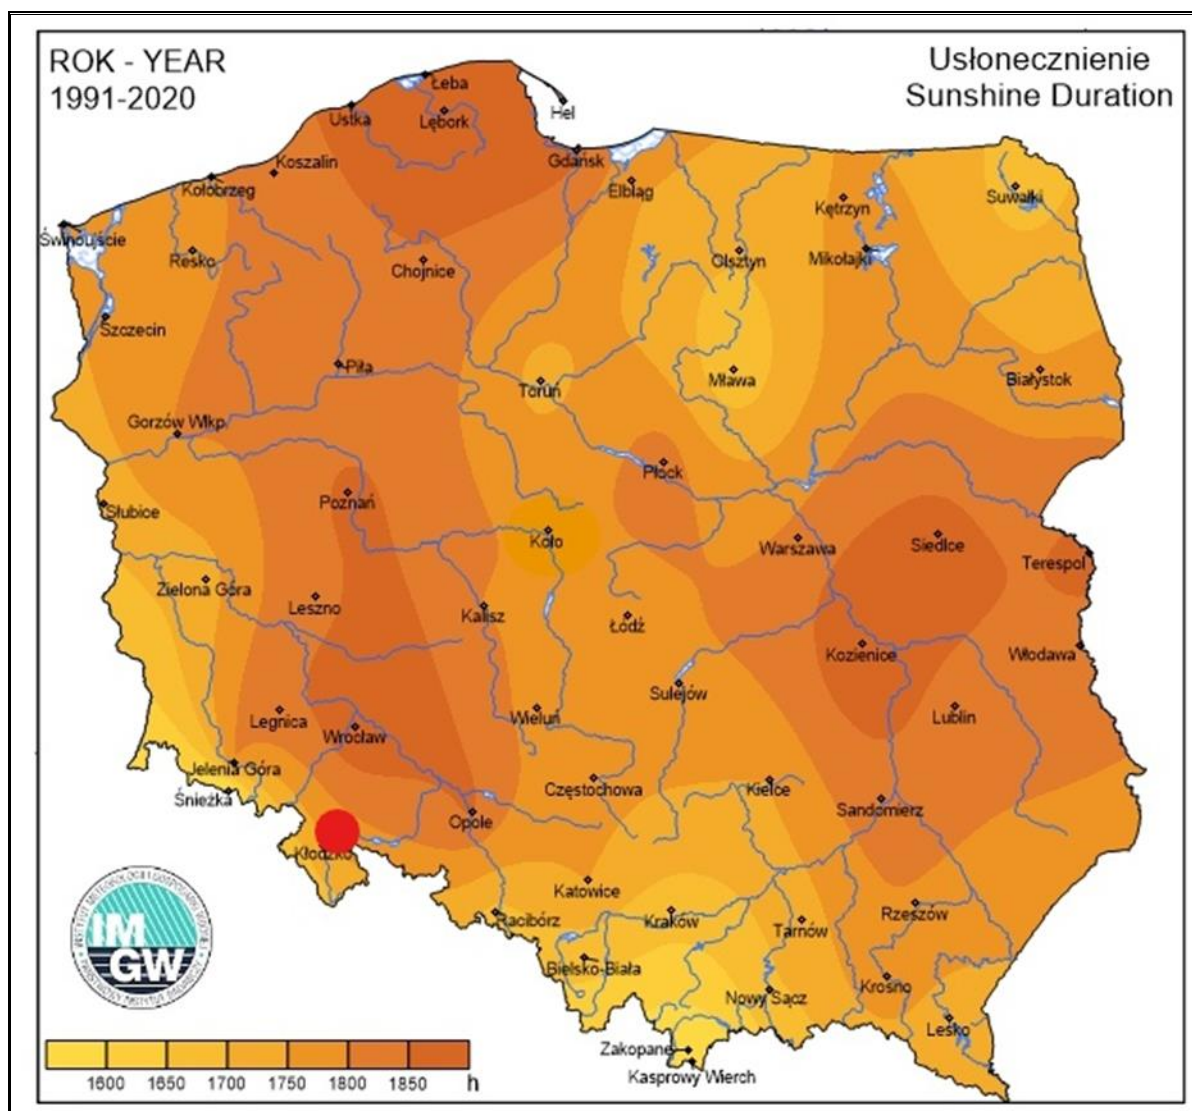 ROK - YEAR
1991-2020
Usłonecznienie
Sunshine Duration
Łeba
Hel
Ustka
Lębork
Gdańsk
Koszalin
Kołobrzeg
Elbląg
Kętrzyn
Suwałki
Świnoujście
Resko
Chojnice
Olsztyn
Mikołajki
Szczecin
Piła
Toruń
Mława
Białystok
Gorzów Wlkp.
Płock
Poznań
Słubice
Koło
Warszawa
Siedlce
Terespol
Zielona Góra
Leszno
Kalisz
Łódź
Kozienice
Włodawa
Sulejów
Legnica
Wrocław
Wieluń
Lublin
Jelenia Góra
Śnieżka
Częstochowa
Kielce
Sandomierz
Opole
Kłodzko
Katowice
Racibórz
Kraków
Tarnów
Rzeszów
Bielsko-Biała
Nowy Sącz
Krosno
Lesko
Zakopane
Kasprowy Wierch
IM
GW
1600 1650 1700 1750 1800 1850 h